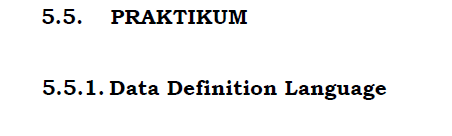 5.5. PRAKTIKUM
5.5.1. Data Definition Language